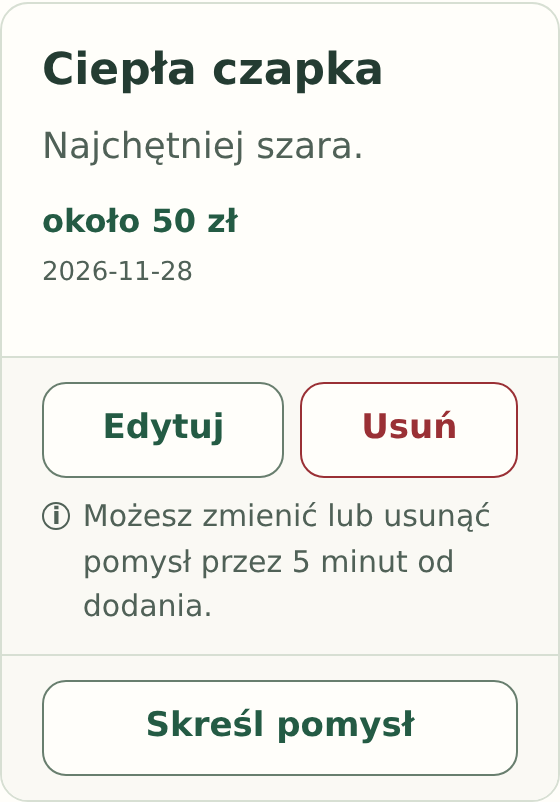 Ciepła czapka
Najchętniej szara.
około 50 zł
2026-11-28
Edytuj
Usuń
Możesz zmienić lub usunąć
pomysł przez 5 minut od
dodania.
Skreśl pomysł